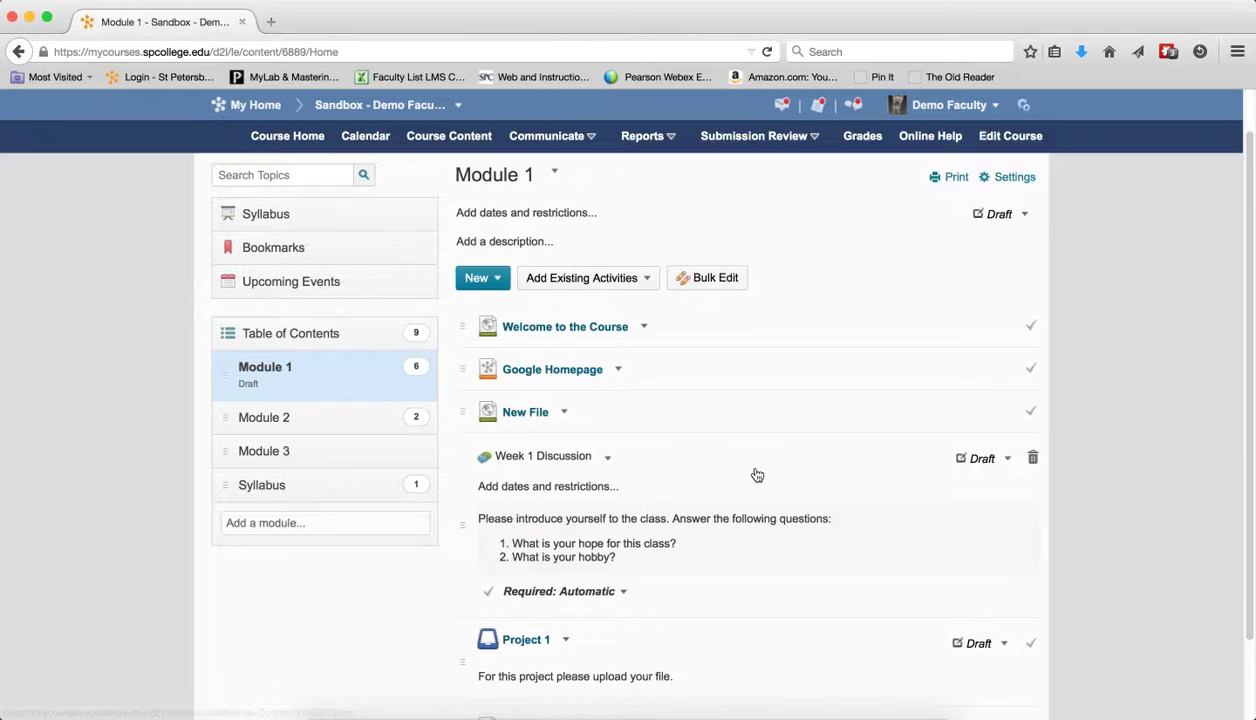 Module 1 - Sandbox - Dem...
https://mycourses.spcollege.edu/d2l/le/content/6889/Home
Search
Most Visited
Login - St Petersb...
MyLab & Mastering...
Faculty List LMS C...
SPC Web and Instructio...
Pearson Webex E...
Amazon.com: You...
Pin It
The Old Reader
My Home
Sandbox - Demo Facu...
Demo Faculty
Course Home
Calendar
Course Content
Communicate
Reports
Submission Review
Grades
Online Help
Edit Course
Search Topics
Syllabus
Bookmarks
Upcoming Events
Table of Contents 9
Module 1 6
Draft
Module 2 2
Module 3
Syllabus 1
Add a module...
Module 1
Print
Settings
Add dates and restrictions...
Draft
Add a description...
New
Add Existing Activities
Bulk Edit
Welcome to the Course
Google Homepage
New File
Week 1 Discussion
Draft
Add dates and restrictions...
Please introduce yourself to the class. Answer the following questions:
1. What is your hope for this class?
2. What is your hobby?
Required: Automatic
Project 1
Draft
For this project please upload your file.